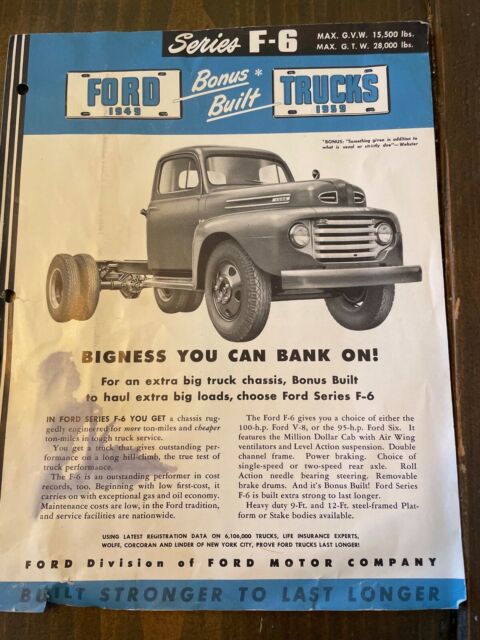 Series F-6
MAX. G.V.W. 15,500 lbs.
MAX. G.T.W. 28,000 lbs.
FORD
1949
Bonus*
Built
TRUCKS
1959
*BONUS: "Something given in addition to
what is usual or strictly due"—Webster
FORD
BIGNESS YOU CAN BANK ON!
For an extra big truck chassis, Bonus Built
to haul extra big loads, choose Ford Series F-6
IN FORD SERIES F-6 YOU GET a chassis rug-
gedly engineered for more ton-miles and cheaper
ton-miles in tough truck service.
You get a truck that gives outstanding per-
formance on a long hill-climb, the true test of
truck performance.
The F-6 is an outstanding performer in cost
records, too. Beginning with low first-cost, it
carries on with exceptional gas and oil economy.
Maintenance costs are low, in the Ford tradition,
and service facilities are nationwide.
The Ford F-6 gives you a choice of either the
100-h.p. Ford V-8, or the 95-h.p. Ford Six. It
features the Million Dollar Cab with Air Wing
ventilators and Level Action suspension. Double
channel frame. Power braking. Choice of
single-speed or two-speed rear axle. Roll
Action needle bearing steering. Removable
brake drums. And it's Bonus Built! Ford Series
F-6 is built extra strong to last longer.
Heavy duty 9-Ft. and 12-Ft. steel-framed Plat-
form or Stake bodies available.
USING LATEST REGISTRATION DATA ON 6,106,000 TRUCKS, LIFE INSURANCE EXPERTS,
WOLFE, CORCORAN AND LINDER OF NEW YORK CITY, PROVE FORD TRUCKS LAST LONGER!
FORD Division of FORD MOTOR COMPANY
BUILT STRONGER TO LAST LONGER